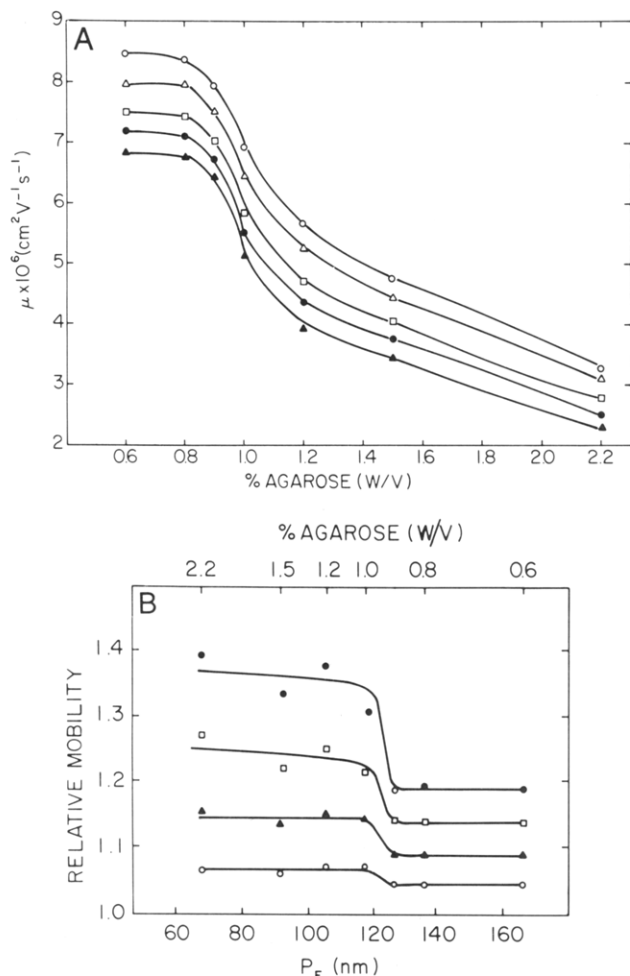 A
9
8
7
6
5
4
3
2
μ x 10⁶ (cm² V⁻¹ s⁻¹)
0.6 0.8 1.0 1.2 1.4 1.6 1.8 2.0 2.2
% AGAROSE (W/V)
% AGAROSE (W/V)
2.2 1.5 1.2 1.0 0.8 0.6
B
1.4
1.3
1.2
1.1
1.0
RELATIVE MOBILITY
60 80 100 120 140 160 180
P_E (nm)